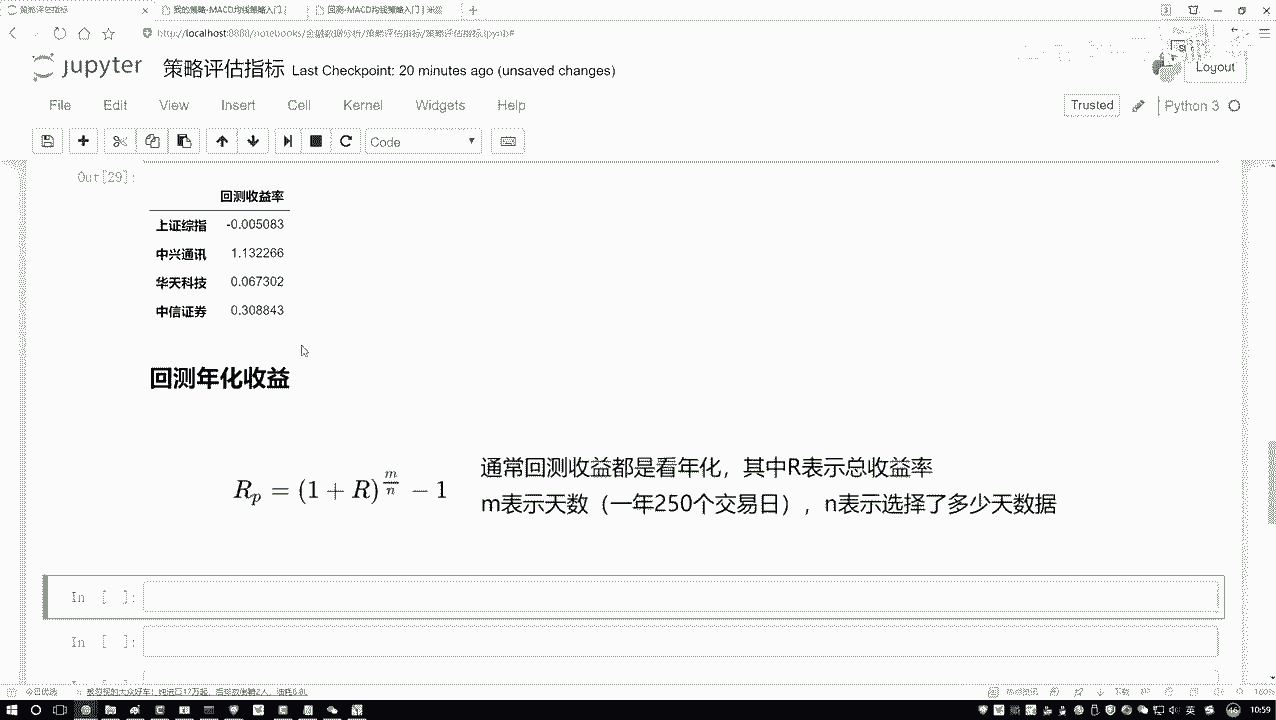 策略评估指标
我的策略-MACD均线策略入门 |
回测-MACD均线策略入门 |
http://localhost:8888/notebooks/金融数据分析/策略评估指标/策略评估指标.ipynb#
jupyter 策略评估指标 Last Checkpoint: 20 minutes ago (unsaved changes)
Logout
File Edit View Insert Cell Kernel Widgets Help
Trusted Python 3
Code
Out[29]:
回测收益率
上证综指 -0.005083
中兴通讯 1.132266
华天科技 0.067302
中信证券 0.308843
回测年化收益
R_p = (1 + R)^{m/n} - 1
通常回测收益都是看年化，其中R表示总收益率
m表示天数（一年250个交易日），n表示选择了多少天数据
In [ ]:
In [ ]:
今日优选
100%
英
10:59